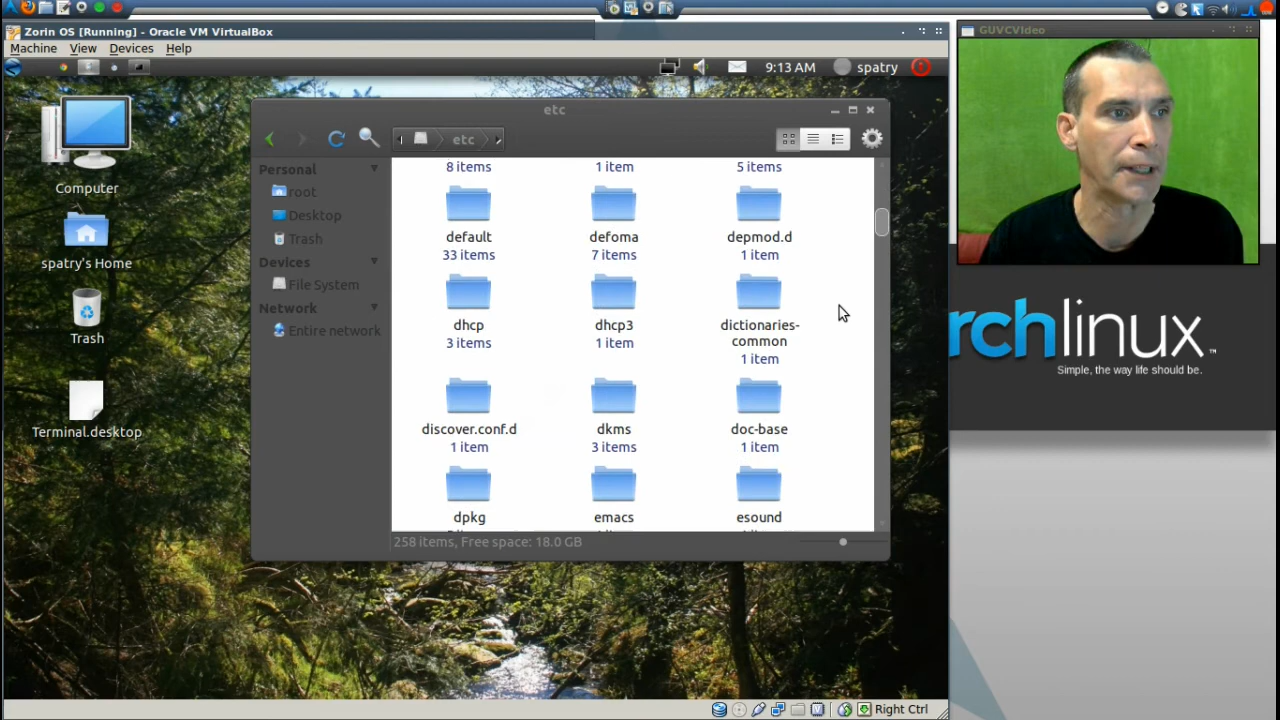 Zorin OS [Running] - Oracle VM VirtualBox
Machine View Devices Help
9:13 AM spatry
GUVCVIdeo
Computer
spatry's Home
Trash
Terminal.desktop
etc
etc
Personal
root
Desktop
Trash
Devices
File System
Network
Entire network
8 items 1 item 5 items
default defoma depmod.d
33 items 7 items 1 item
dhcp dhcp3 dictionaries-
common
3 items 1 item 1 item
discover.conf.d dkms doc-base
1 item 3 items 1 item
dpkg emacs esound
258 items, Free space: 18.0 GB
rchlinux
™
Simple, the way life should be.
Right Ctrl